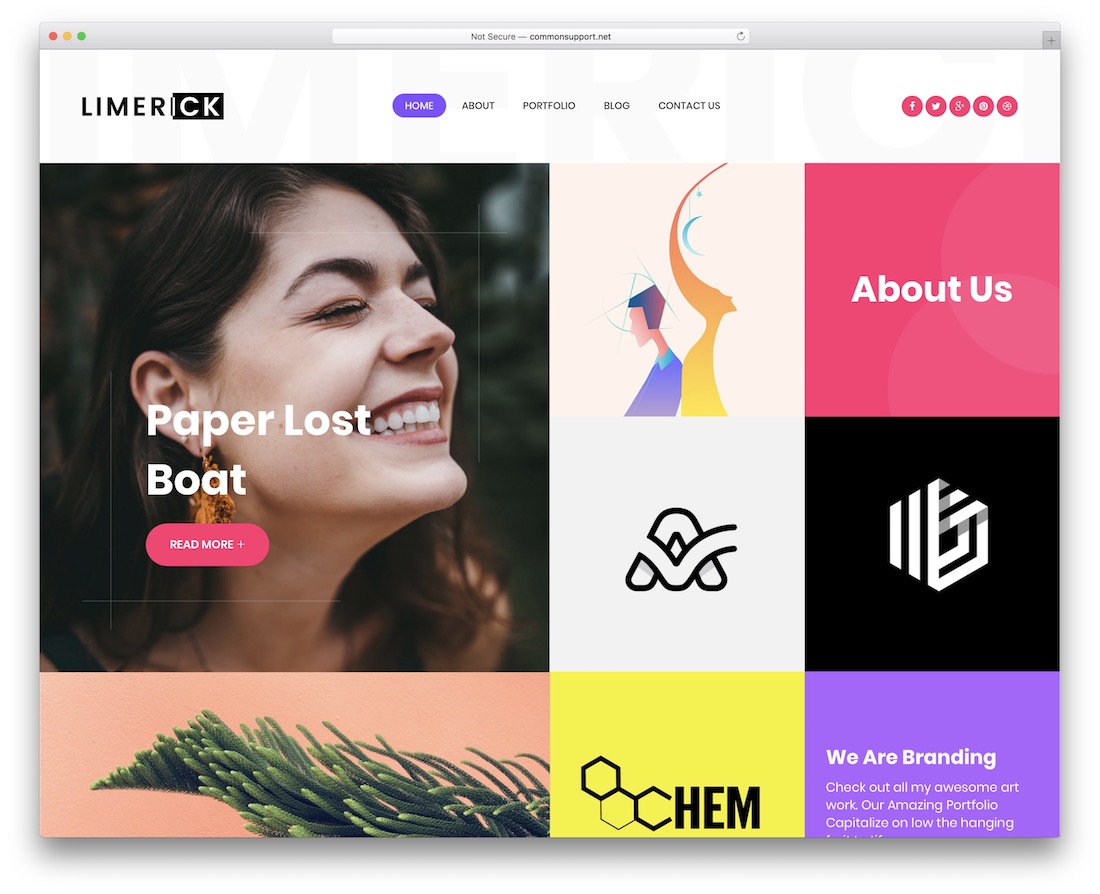 Not Secure — commonsupport.net
LIMERICK
HOME ABOUT PORTFOLIO BLOG CONTACT US
Paper Lost
Boat
READ MORE +
About Us
CHEM
We Are Branding
Check out all my awesome art
work, Our Amazing Portfolio
Capitalize on low the hanging